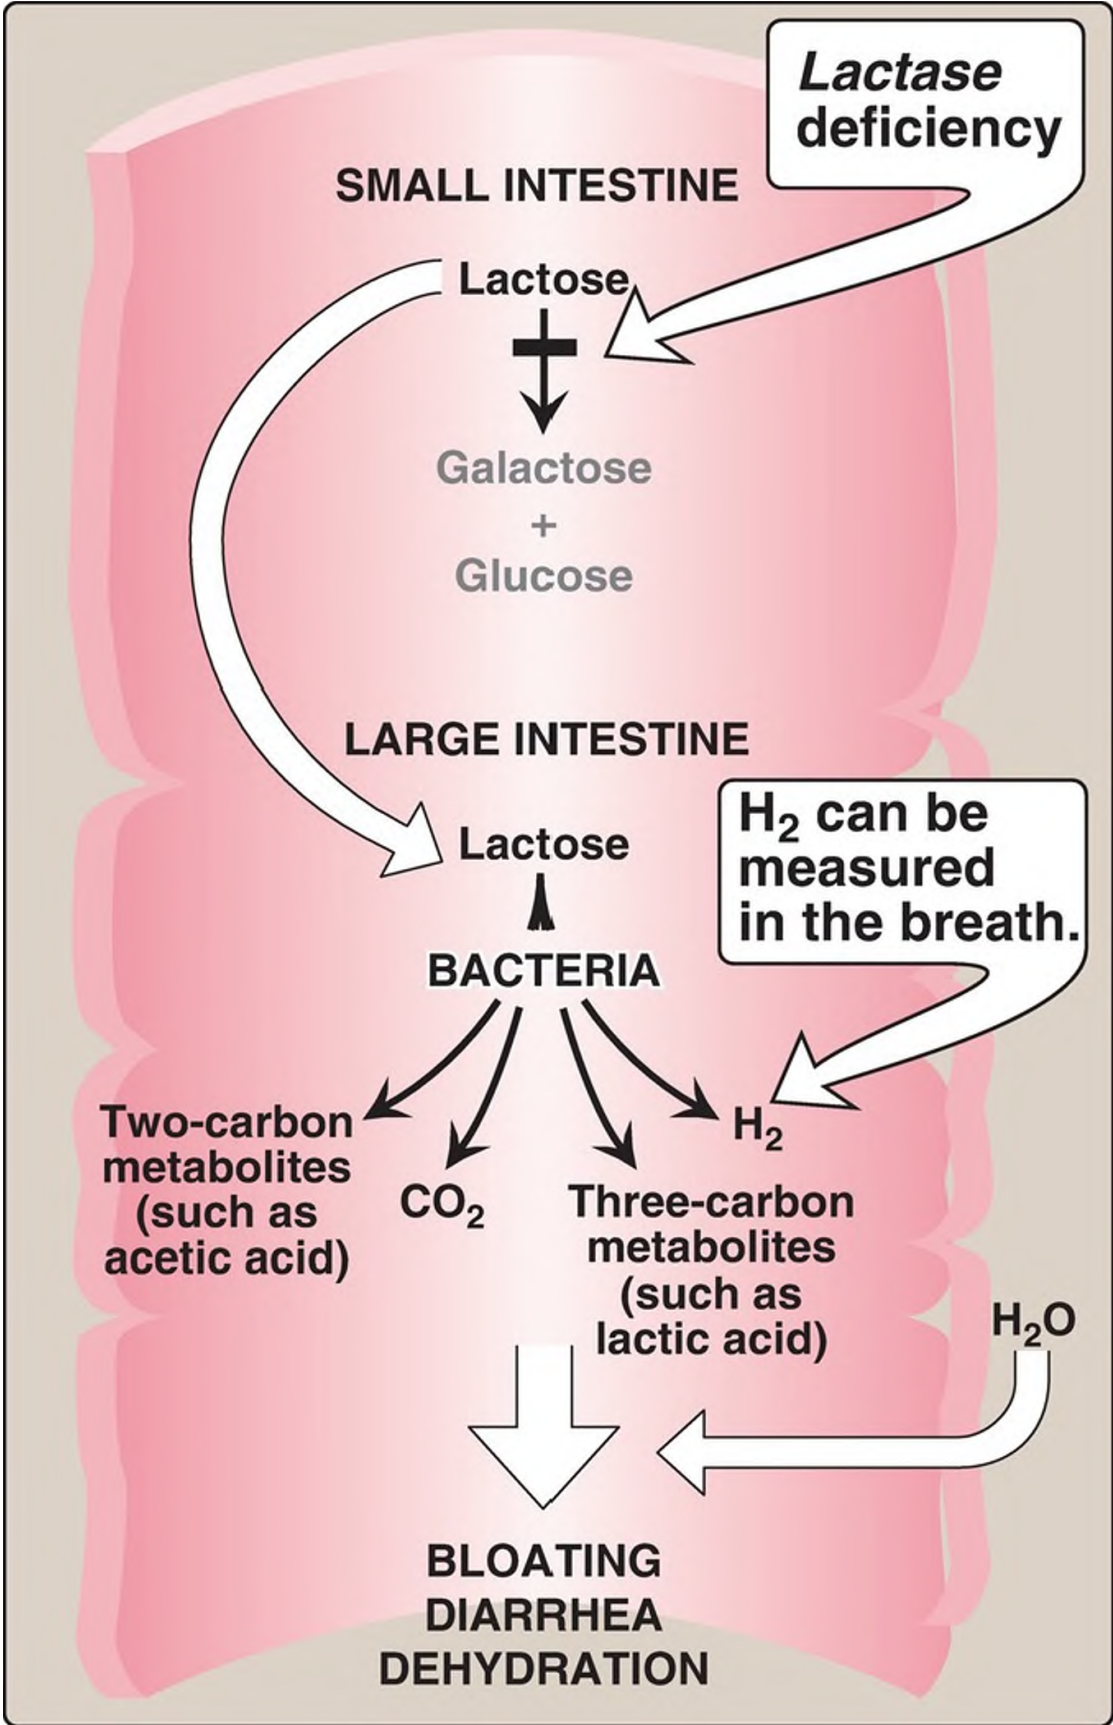 Lactase
deficiency
SMALL INTESTINE
Lactose
Galactose
+
Glucose
LARGE INTESTINE
Lactose
H₂ can be
measured
in the breath.
BACTERIA
Two-carbon
metabolites
(such as
acetic acid)
CO₂
Three-carbon
metabolites
(such as
lactic acid)
H₂
H₂O
BLOATING
DIARRHEA
DEHYDRATION